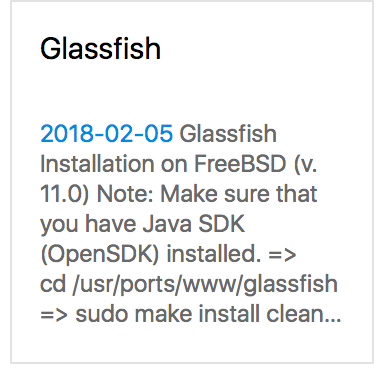 Glassfish
2018-02-05 Glassfish
Installation on FreeBSD (v.
11.0) Note: Make sure that
you have Java SDK
(OpenSDK) installed. =>
cd /usr/ports/www/glassfish
=> sudo make install clean...